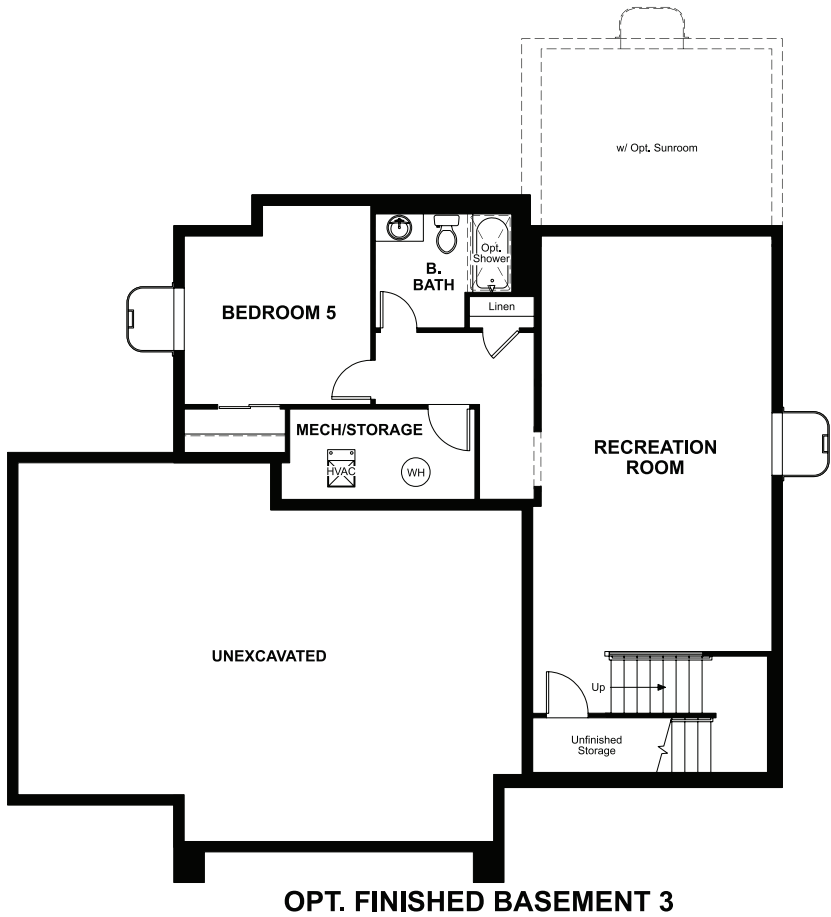 w/ Opt. Sunroom
Opt.
Shower
B.
BATH
BEDROOM 5
Linen
MECH/STORAGE
HVAC
WH
RECREATION
ROOM
UNEXCAVATED
Up
Unfinished
Storage
OPT. FINISHED BASEMENT 3